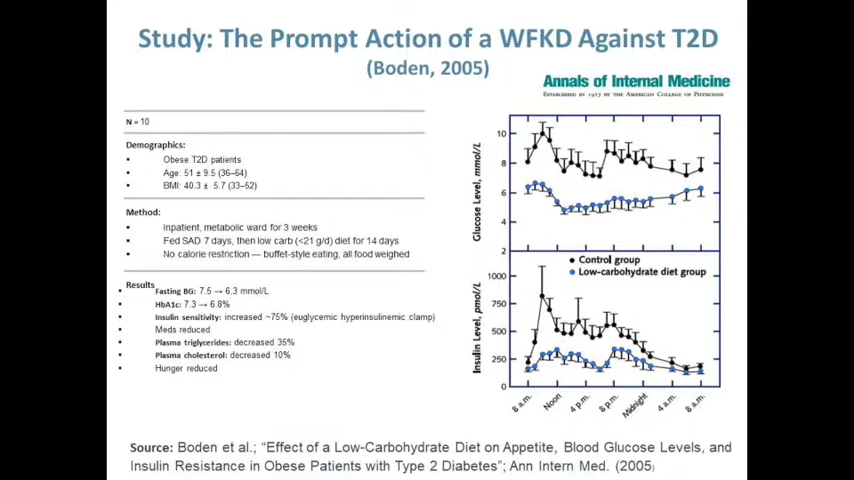 Study: The Prompt Action of a WFKD Against T2D
(Boden, 2005)
Annals of Internal Medicine
ESTABLISHED IN 1927 BY THE AMERICAN COLLEGE OF PHYSICIANS
N = 10
Demographics:
▪ Obese T2D patients
▪ Age: 51 ± 9.5 (36–64)
▪ BMI: 40.3 ± 5.7 (33–52)
Method:
▪ Inpatient, metabolic ward for 3 weeks
▪ Fed SAD 7 days, then low carb (<21 g/d) diet for 14 days
▪ No calorie restriction — buffet-style eating, all food weighed
Results
▪ Fasting BG: 7.5 → 6.3 mmol/L
▪ HbA1c: 7.3 → 6.8%
▪ Insulin sensitivity: increased ~75% (euglycemic hyperinsulinemic clamp)
▪ Meds reduced
▪ Plasma triglycerides: decreased 35%
▪ Plasma cholesterol: decreased 10%
▪ Hunger reduced
Glucose Level, mmol/L
10
8
6
4
2
● Control group
● Low-carbohydrate diet group
Insulin Level, pmol/L
1000
750
500
250
0
8 a.m. Noon 4 p.m. 8 p.m. Midnight 4 a.m. 8 a.m.
Source: Boden et al.; “Effect of a Low-Carbohydrate Diet on Appetite, Blood Glucose Levels, and
Insulin Resistance in Obese Patients with Type 2 Diabetes”; Ann Intern Med. (2005)